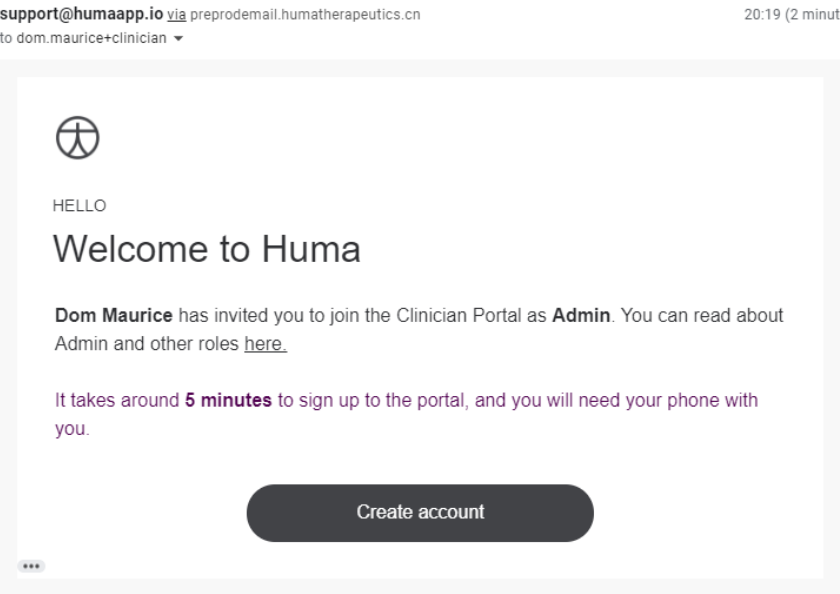 support@humaapp.io via preprodemail.humatherapeutics.cn 20:19 (2 minut
to dom.maurice+clinician
HELLO
Welcome to Huma
Dom Maurice has invited you to join the Clinician Portal as Admin. You can read about
Admin and other roles here.
It takes around 5 minutes to sign up to the portal, and you will need your phone with
you.
Create account